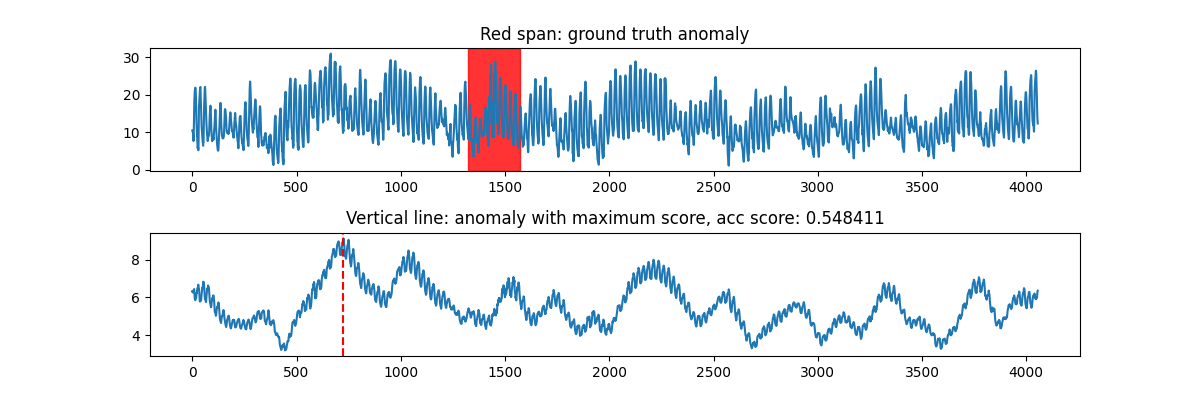 Red span: ground truth anomaly
30
20
10
0
0 500 1000 1500 2000 2500 3000 3500 4000
Vertical line: anomaly with maximum score, acc score: 0.548411
8
6
4
0 500 1000 1500 2000 2500 3000 3500 4000